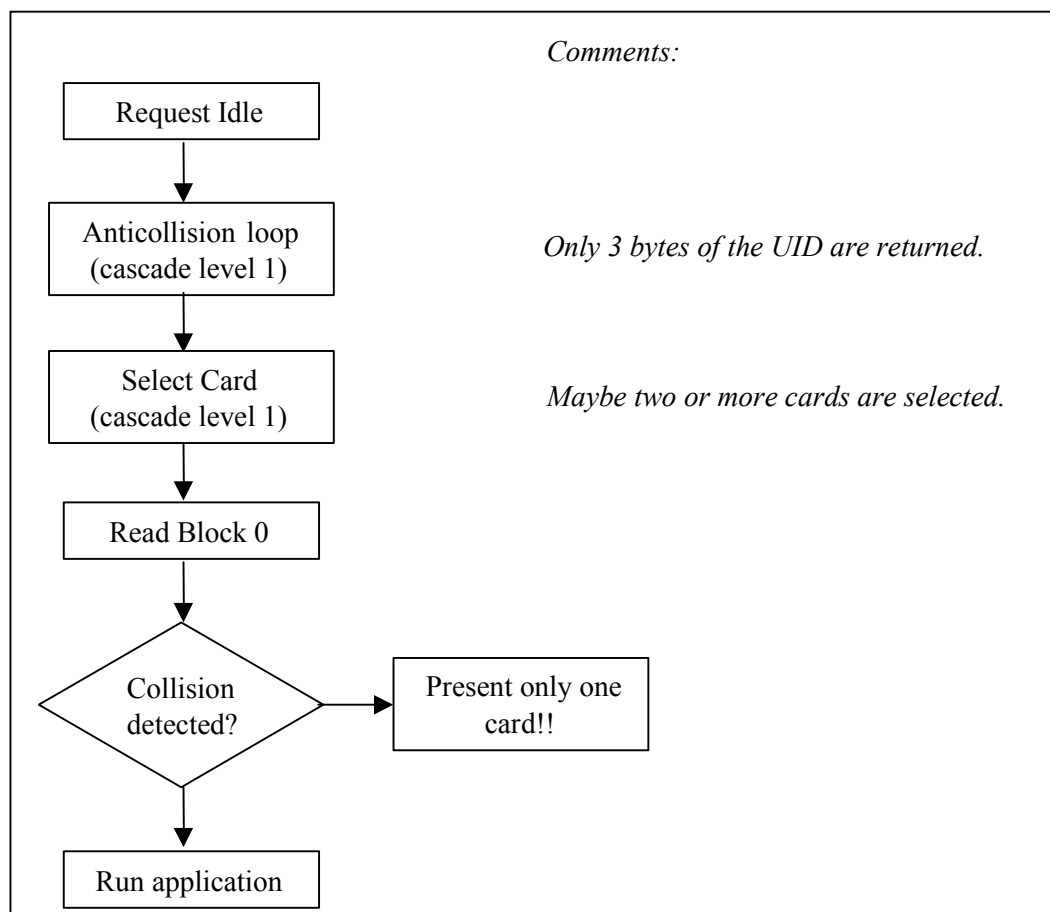 Comments:
Request Idle
Anticollision loop
(cascade level 1)
Only 3 bytes of the UID are returned.
Select Card
(cascade level 1)
Maybe two or more cards are selected.
Read Block 0
Collision
detected?
Present only one
card!!
Run application